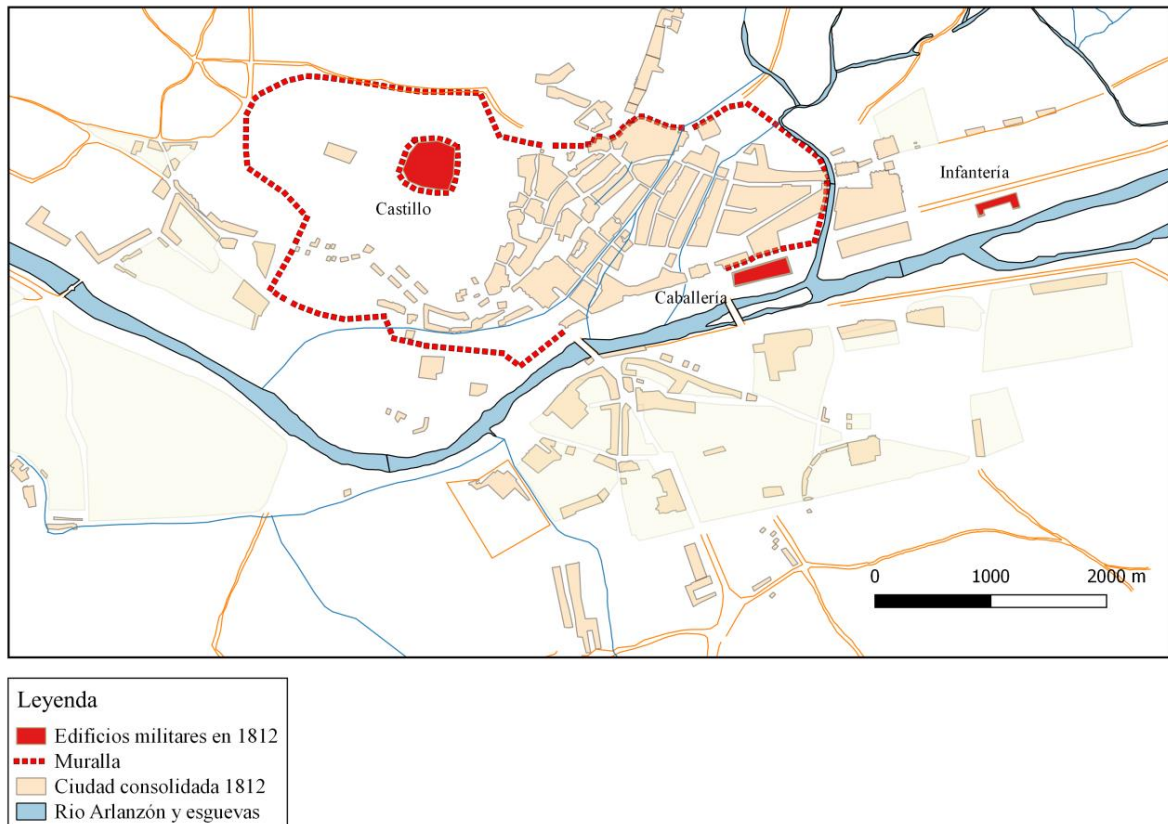 Infantería
Castillo
Caballería
0 1000 2000 m
Leyenda
Edificios militares en 1812
Muralla
Ciudad consolidada 1812
Rio Arlanzón y esguevas